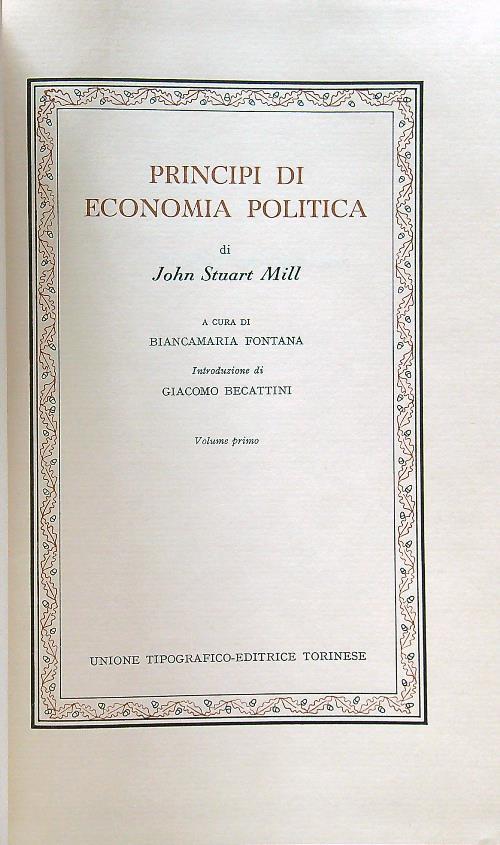 PRINCIPI DI
ECONOMIA POLITICA
di
John Stuart Mill
A CURA DI
BIANCAMARIA FONTANA
Introduzione di
GIACOMO BECATTINI
Volume primo
UNIONE TIPOGRAFICO-EDITRICE TORINESE